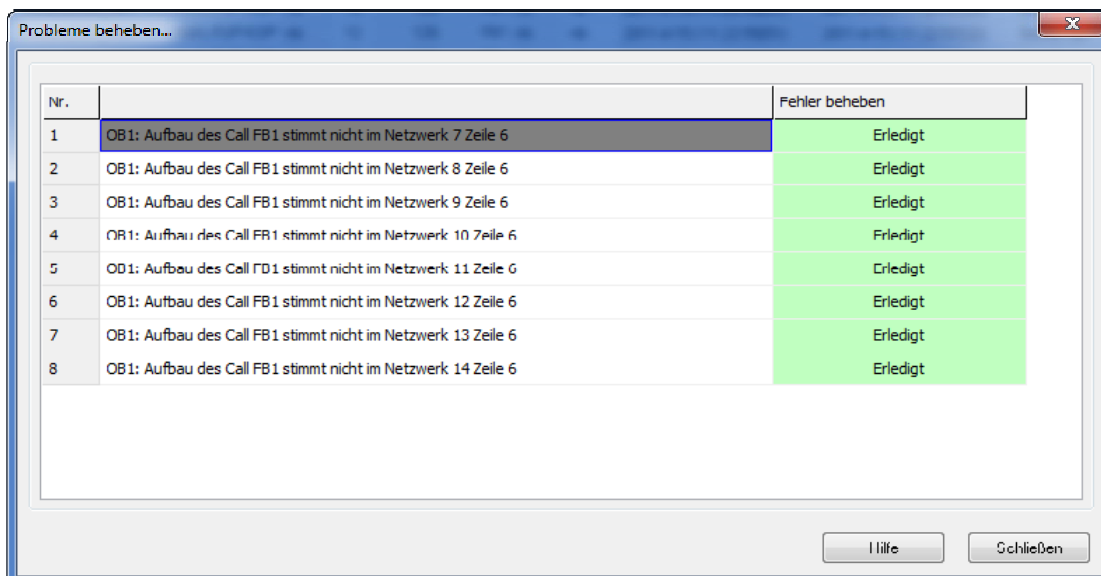 Probleme beheben...
Nr. Fehler beheben
1 OB1: Aufbau des Call FB1 stimmt nicht im Netzwerk 7 Zeile 6 Erledigt
2 OB1: Aufbau des Call FB1 stimmt nicht im Netzwerk 8 Zeile 6 Erledigt
3 OB1: Aufbau des Call FB1 stimmt nicht im Netzwerk 9 Zeile 6 Erledigt
4 OB1: Aufbau des Call FB1 stimmt nicht im Netzwerk 10 Zeile 6 Erledigt
5 OB1: Aufbau des Call FB1 stimmt nicht im Netzwerk 11 Zeile 6 Erledigt
6 OB1: Aufbau des Call FB1 stimmt nicht im Netzwerk 12 Zeile 6 Erledigt
7 OB1: Aufbau des Call FB1 stimmt nicht im Netzwerk 13 Zeile 6 Erledigt
8 OB1: Aufbau des Call FB1 stimmt nicht im Netzwerk 14 Zeile 6 Erledigt
Hilfe Schließen